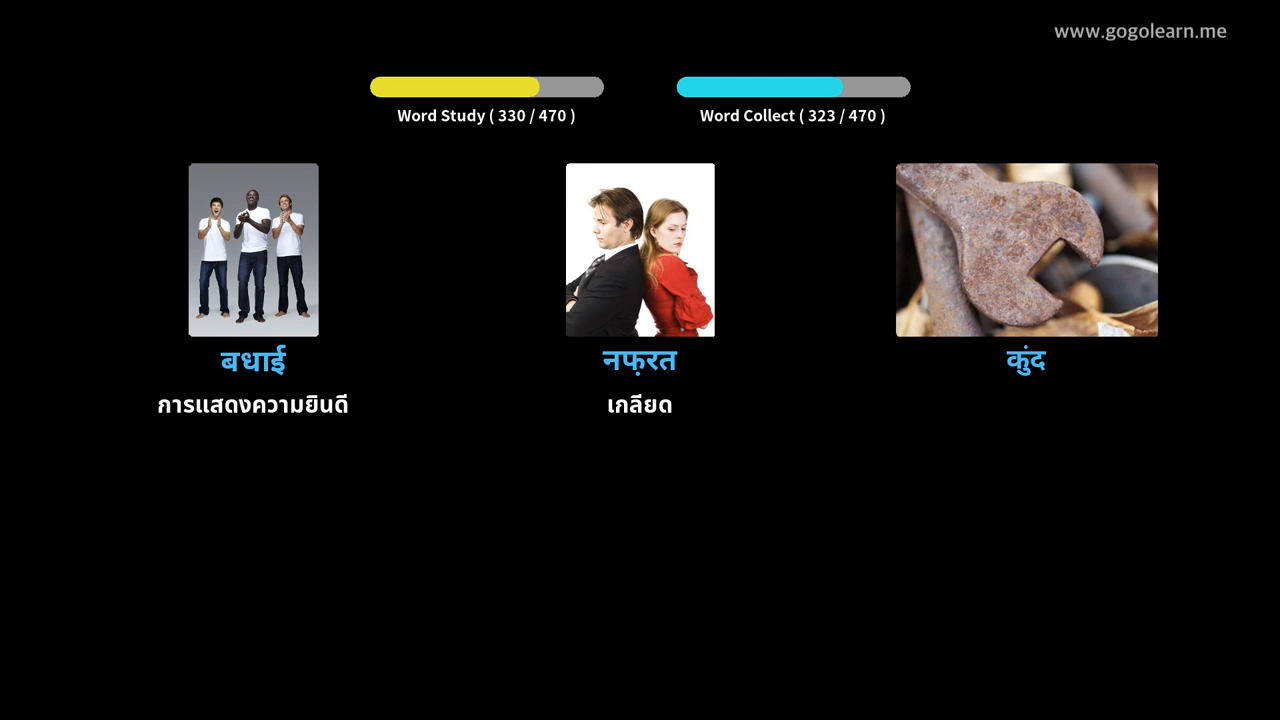 www.gogolearn.me
Word Study ( 330 / 470 )
Word Collect ( 323 / 470 )
बधाई
नफ़रत
कुंद
การแสดงความยินดี
เกลียด